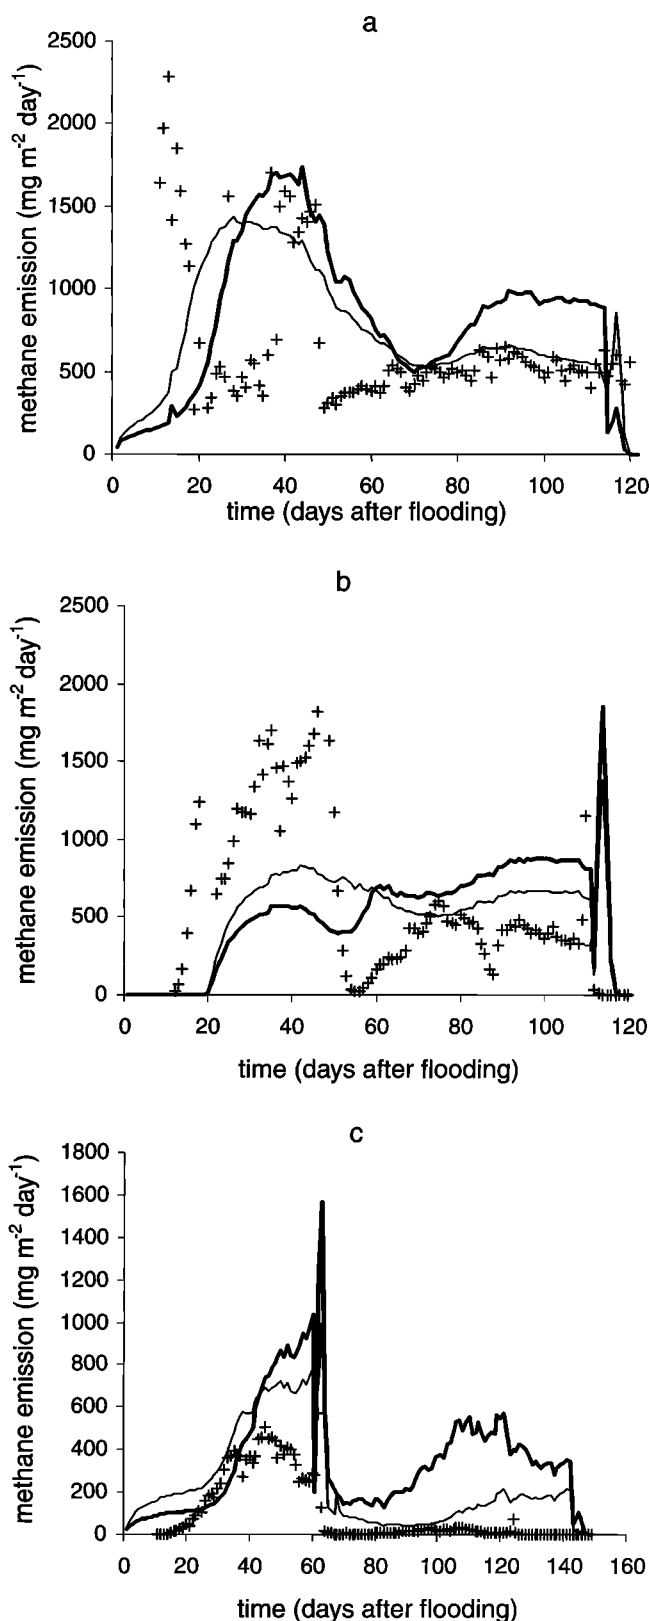 a
2500
2000
1500
1000
500
0
methane emission (mg m⁻² day⁻¹)
0 20 40 60 80 100 120
time (days after flooding)
b
2500
2000
1500
1000
500
0
methane emission (mg m⁻² day⁻¹)
0 20 40 60 80 100 120
time (days after flooding)
c
1800
1600
1400
1200
1000
800
600
400
200
0
methane emission (mg m⁻² day⁻¹)
0 20 40 60 80 100 120 140 160
time (days after flooding)